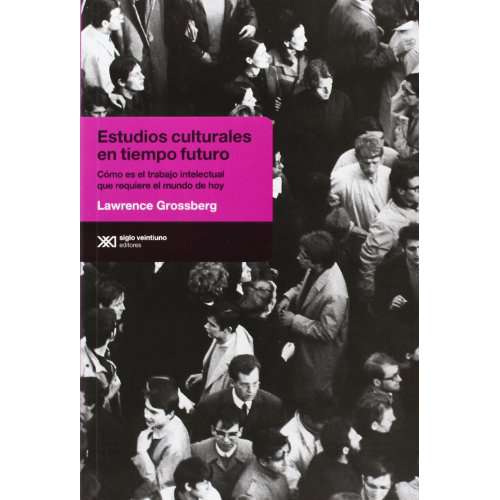 Estudios culturales
en tiempo futuro
Cómo es el trabajo intelectual
que requiere el mundo de hoy
Lawrence Grossberg
siglo veintiuno
editores